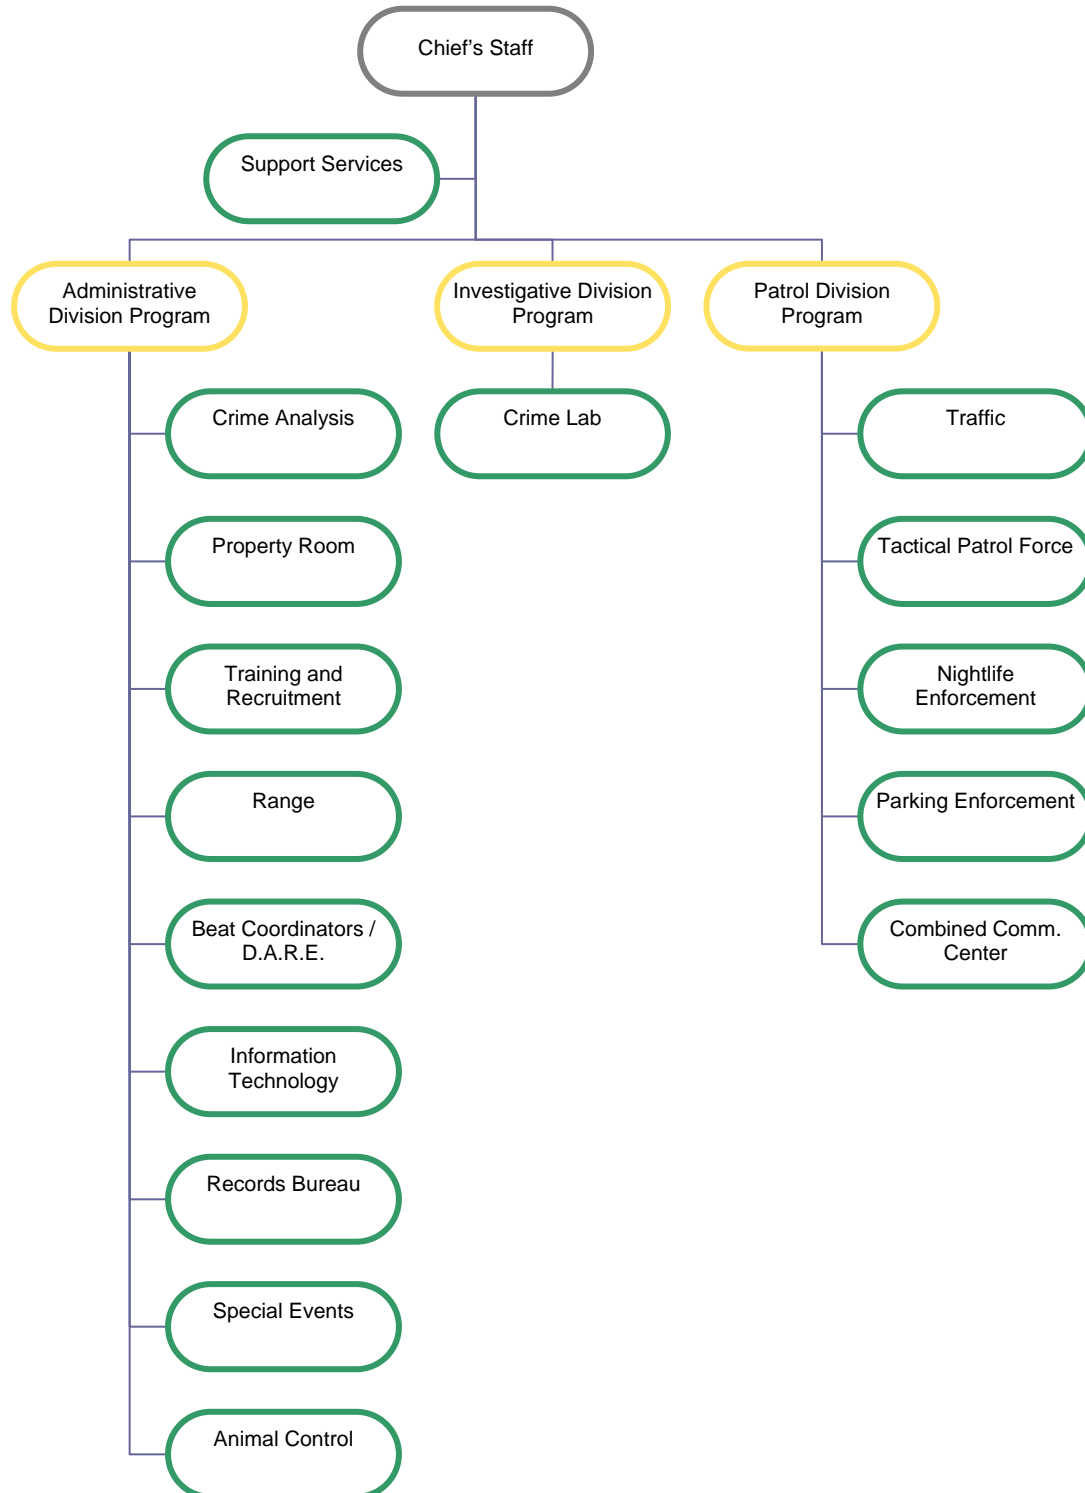 Chief's Staff
Support Services
Administrative
Division Program
Investigative Division
Program
Patrol Division
Program
Crime Analysis
Crime Lab
Traffic
Property Room
Tactical Patrol Force
Training and
Recruitment
Nightlife
Enforcement
Range
Parking Enforcement
Beat Coordinators /
D.A.R.E.
Combined Comm.
Center
Information
Technology
Records Bureau
Special Events
Animal Control